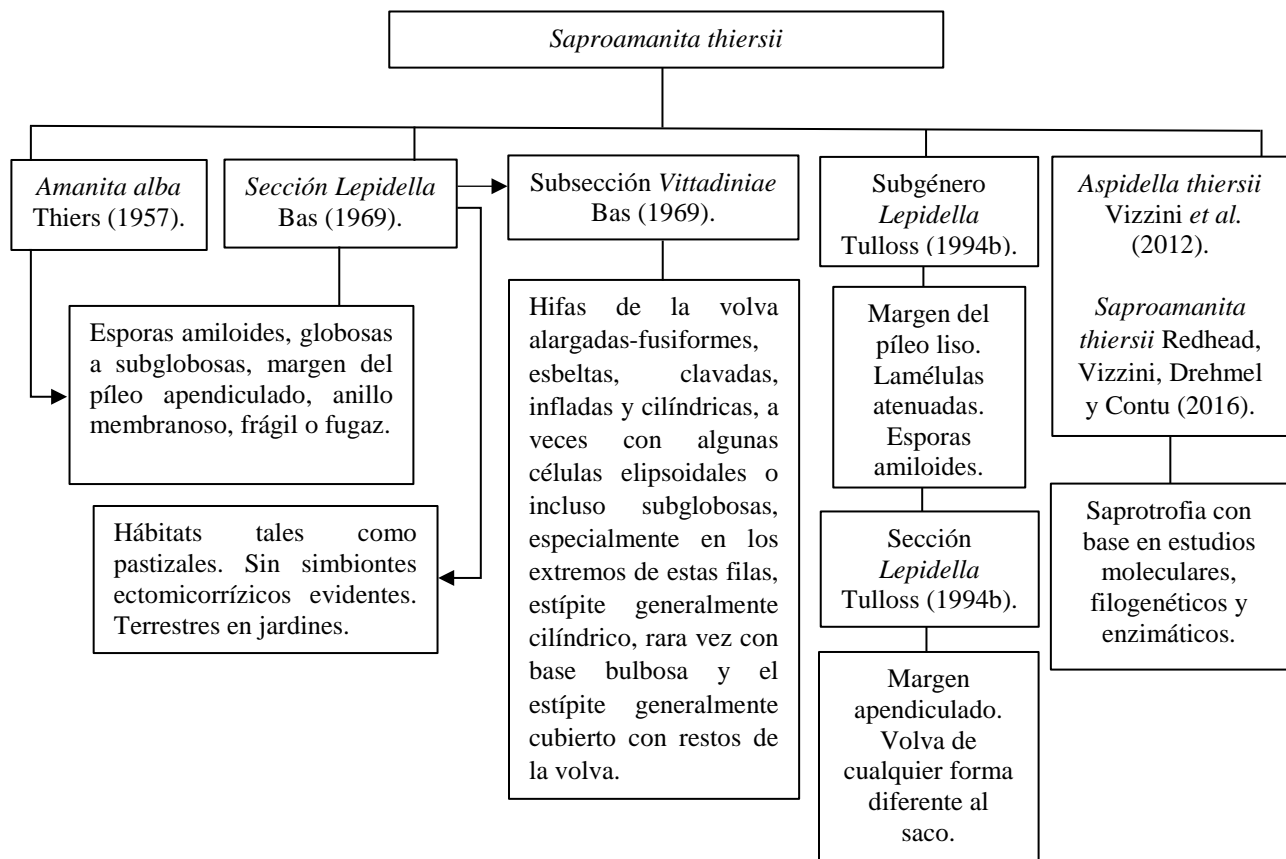 Saproamanita thiersii
Amanita alba
Thiers (1957).
Sección Lepidella
Bas (1969).
Subsección Vittadiniae
Bas (1969).
Subgénero
Lepidella
Tulloss (1994b).
Aspidella thiersii
Vizzini et al.
(2012).
Saproamanita
thiersii Redhead,
Vizzini, Drehmel
y Contu (2016).
Esporas amiloides, globosas
a subglobosas, margen del
píleo apendiculado, anillo
membranoso, frágil o fugaz.
Hábitats tales como
pastizales. Sin simbiontes
ectomicorrízicos evidentes.
Terrestres en jardines.
Hifas de la volva
alargadas-fusiformes,
esbeltas, clavadas,
infladas y cilíndricas, a
veces con algunas
células elipsoidales o
incluso subglobosas,
especialmente en los
extremos de estas filas,
estípite generalmente
cilíndrico, rara vez con
base bulbosa y el
estípite generalmente
cubierto con restos de
la volva.
Margen del
píleo liso.
Lamélulas
atenuadas.
Esporas
amiloides.
Sección
Lepidella
Tulloss (1994b).
Margen
apendiculado.
Volva de
cualquier forma
diferente al
saco.
Saprotrofia con
base en estudios
moleculares,
filogenéticos y
enzimáticos.